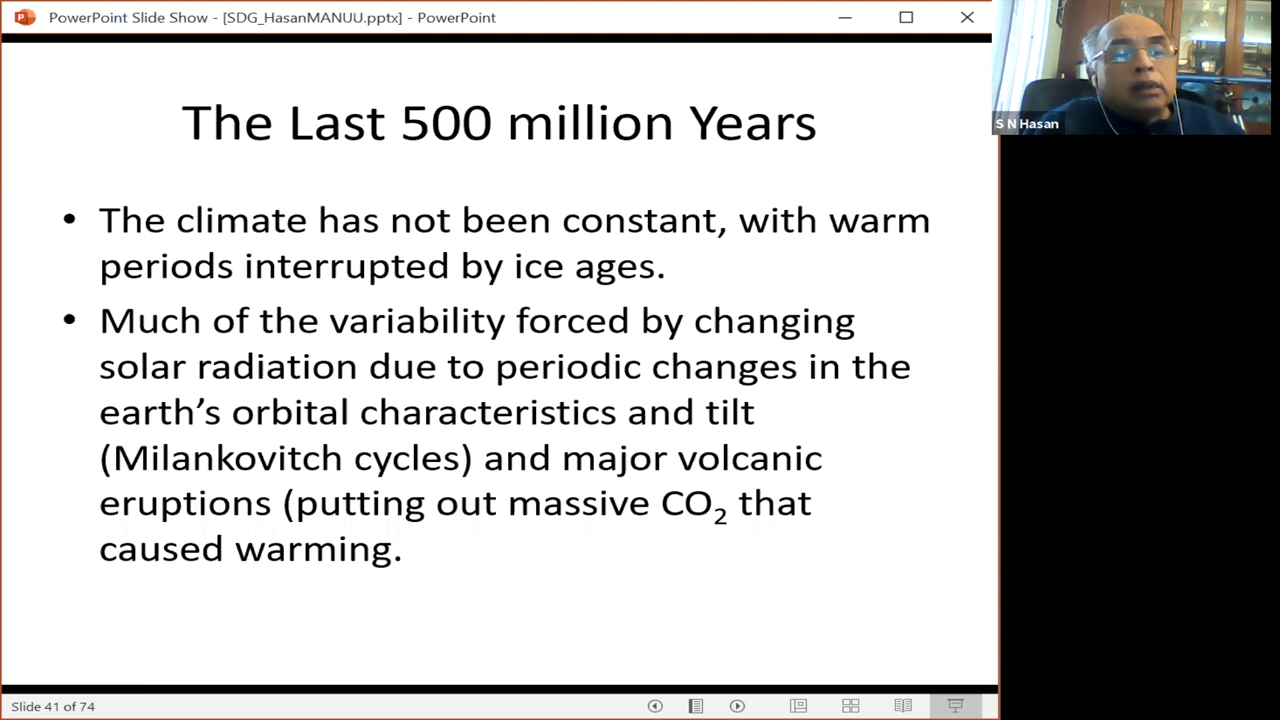 PowerPoint Slide Show - [SDG_HasanMANUU.pptx] - PowerPoint
S N Hasan
The Last 500 million Years
• The climate has not been constant, with warm
periods interrupted by ice ages.
• Much of the variability forced by changing
solar radiation due to periodic changes in the
earth’s orbital characteristics and tilt
(Milankovitch cycles) and major volcanic
eruptions (putting out massive CO₂ that
caused warming.
Slide 41 of 74